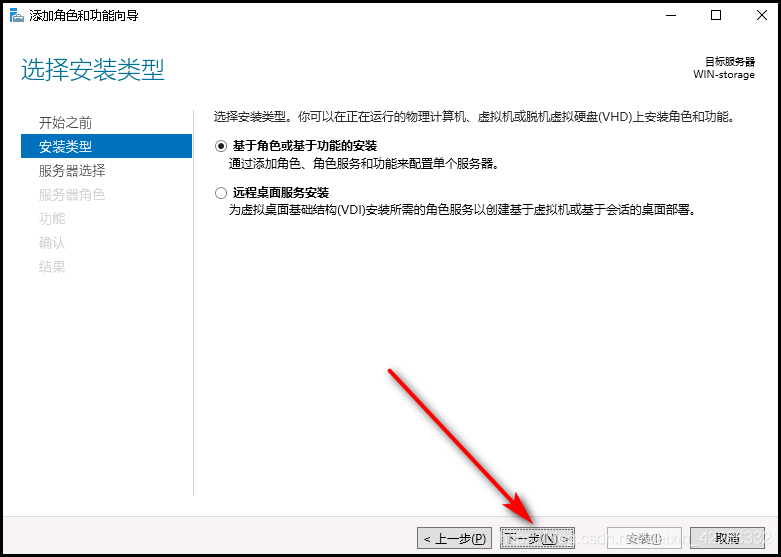 添加角色和功能向导
选择安装类型
目标服务器
WIN-storage
开始之前
安装类型
服务器选择
服务器角色
功能
确认
结果
选择安装类型。你可以在正在运行的物理计算机、虚拟机或脱机虚拟硬盘(VHD)上安装角色和功能。
基于角色或基于功能的安装
通过添加角色、角色服务和功能来配置单个服务器。
远程桌面服务安装
为虚拟桌面基础结构(VDI)安装所需的角色服务以创建基于虚拟机或基于会话的桌面部署。
< 上一步(P)
下一步(N) >
安装(I)
取消